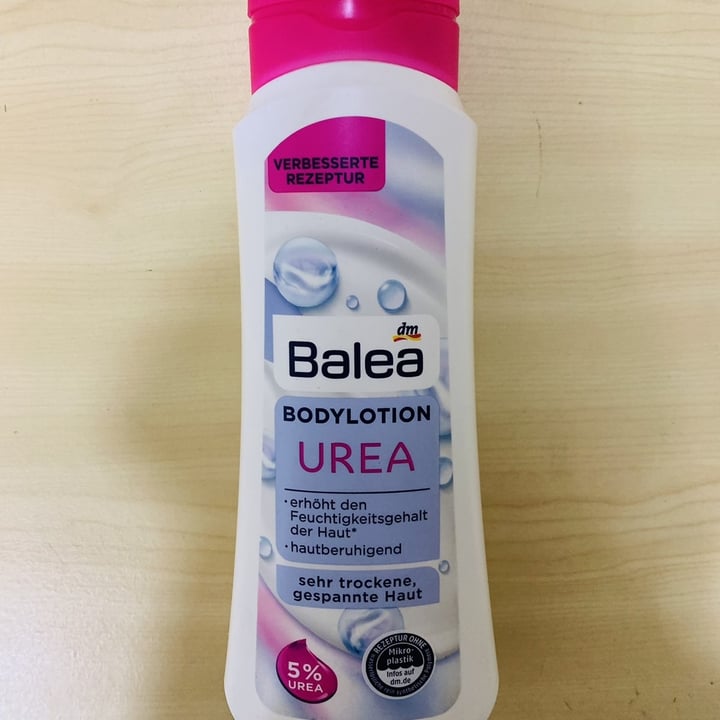 VERBESSERTE
REZEPTUR
dm
Balea
BODYLOTION
UREA
• erhöht den
Feuchtigkeitsgehalt
der Haut*
• hautberuhigend
sehr trockene,
gespannte Haut
5%
UREA
REZEPTUR OHNE
Mikro-
plastik
Infos auf
dm.de